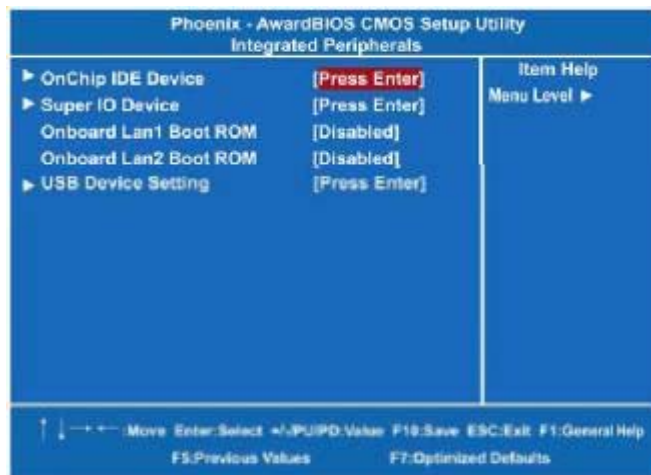 Phoenix - AwardBIOS CMOS Setup Utility
Integrated Peripherals
► OnChip IDE Device [Press Enter]
► Super IO Device [Press Enter]
Onboard Lan1 Boot ROM [Disabled]
Onboard Lan2 Boot ROM [Disabled]
► USB Device Setting [Press Enter]
Item Help
Menu Level ►
↑ ↓ → ← :Move Enter:Select +/-/PU/PD:Value F10:Save ESC:Exit F1:General Help
F5:Previous Values F7:Optimized Defaults